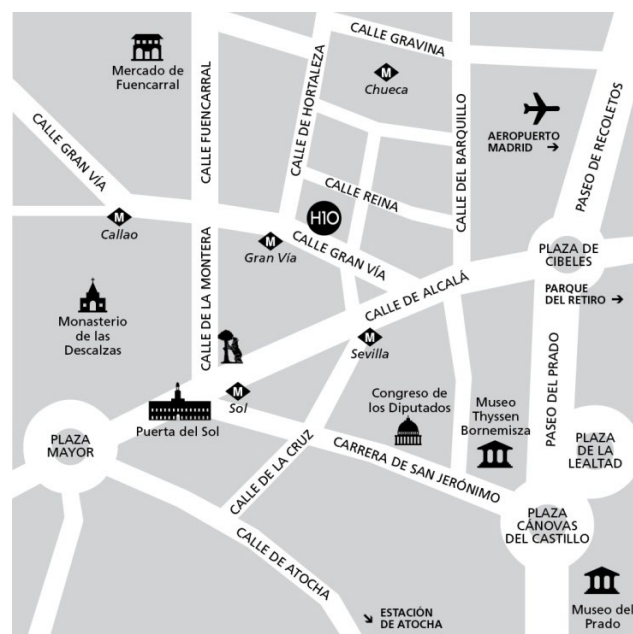 CALLE GRAVINA
Mercado de
Fuencarral
CALLE FUENCARRAL
CALLE DE HORTALEZA
M
Chueca
CALLE DEL BARQUILLO
AEROPUERTO
MADRID →
PASEO DE RECOLETOS
CALLE GRAN VÍA
CALLE REINA
M
Callao
H10
M
Gran Vía
CALLE GRAN VÍA
PLAZA DE
CIBELES
CALLE DE LA MONTERA
CALLE DE ALCALÁ
PARQUE
DEL RETIRO →
Monasterio
de las
Descalzas
M
Sevilla
PASEO DEL PRADO
M
Sol
Congreso de
los Diputados
Museo
Thyssen
Bornemisza
Puerta del Sol
PLAZA
MAYOR
PLAZA
DE LA
LEALTAD
CALLE DE LA CRUZ
CARRERA DE SAN JERÓNIMO
PLAZA
CÁNOVAS
DEL CASTILLO
CALLE DE ATOCHA
↘ ESTACIÓN
DE ATOCHA
Museo del
Prado